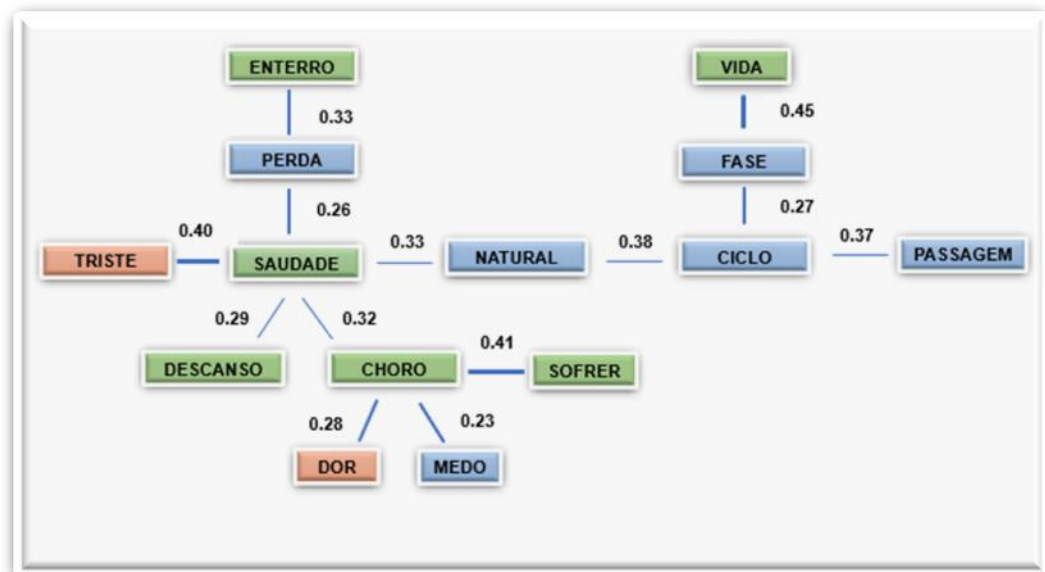 ENTERRO
VIDA
0.33
0.45
PERDA
FASE
0.26
0.27
0.40
0.33
0.38
0.37
TRISTE
SAUDADE
NATURAL
CICLO
PASSAGEM
0.29
0.32
0.41
DESCANSO
CHORO
SOFRER
0.28
0.23
DOR
MEDO